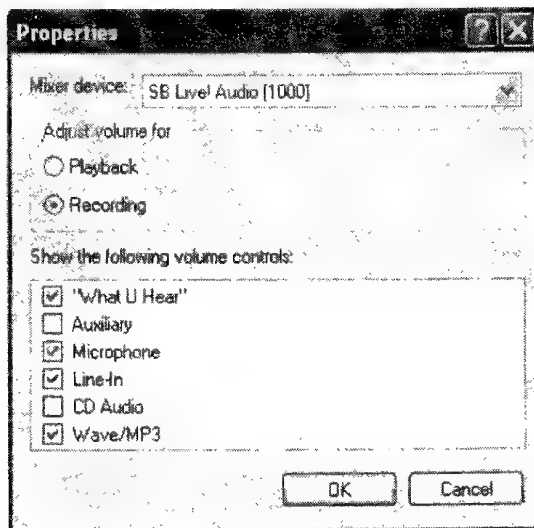 Properties
Mixer device: SB Live! Audio [1000]
Adjust volume for
Playback
Recording
Show the following volume controls:
"What U Hear"
Auxiliary
Microphone
Line-In
CD Audio
Wave/MP3
OK Cancel